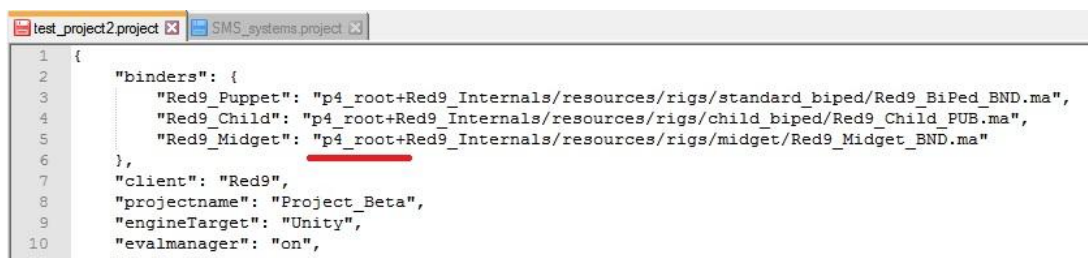 test_project2.project SMS_systems.project
1 {
2 "binders": {
3 "Red9_Puppet": "p4_root+Red9_Internals/resources/rigs/standard_biped/Red9_BiPed_BND.ma",
4 "Red9_Child": "p4_root+Red9_Internals/resources/rigs/child_biped/Red9_Child_PUB.ma",
5 "Red9_Midget": "p4_root+Red9_Internals/resources/rigs/midget/Red9_Midget_BND.ma"
6 },
7 "client": "Red9",
8 "projectname": "Project_Beta",
9 "engineTarget": "Unity",
10 "evalmanager": "on",